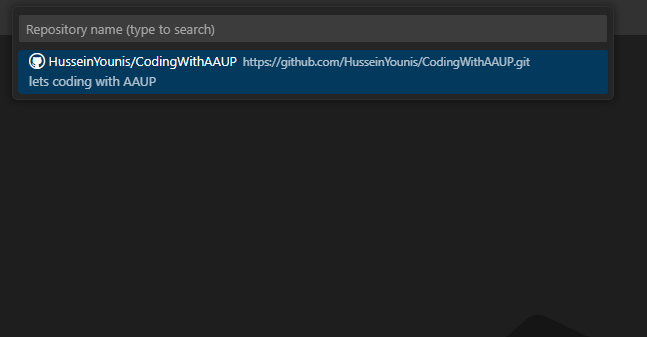 Repository name (type to search)
HusseinYounis/CodingWithAAUP https://github.com/HusseinYounis/CodingWithAAUP.git
lets coding with AAUP